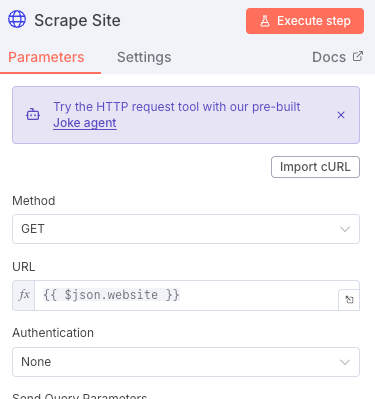 Scrape Site
Execute step
Parameters
Settings
Docs
Try the HTTP request tool with our pre-built
Joke agent
Import cURL
Method
GET
URL
fx
{{ $json.website }}
Authentication
None
Send Query Parameters